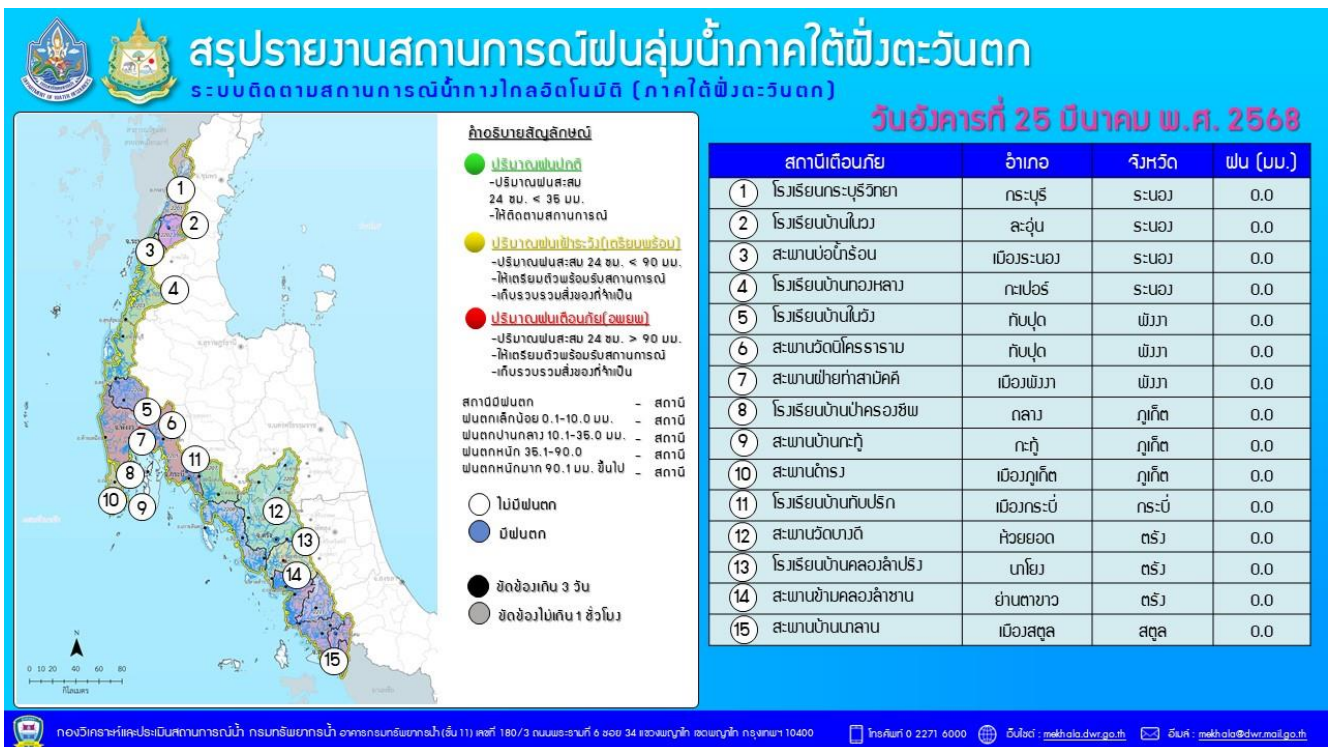 สรุปรายงานสถานการณ์ฝนลุ่มน้ำภาคใต้ฝั่งตะวันตก
ระบบติดตามสถานการณ์น้ำทางไกลอัตโนมัติ (ภาคใต้ฝั่งตะวันตก)
วันอังคารที่ 25 มีนาคม พ.ศ. 2568
คำอธิบายสัญลักษณ์
ปริมาณฝนปกติ
-ปริมาณฝนสะสม
24 ชม. < 35 มม.
-ให้ติดตามสถานการณ์
ปริมาณฝนเฝ้าระวัง(เตรียมพร้อม)
-ปริมาณฝนสะสม 24 ชม. < 90 มม.
-ให้เตรียมตัวพร้อมรับสถานการณ์
-เก็บรวบรวมสิ่งของที่จำเป็น
ปริมาณฝนเตือนภัย(อพยพ)
-ปริมาณฝนสะสม 24 ชม. > 90 มม.
-ให้เตรียมตัวพร้อมรับสถานการณ์
-เก็บรวบรวมสิ่งของที่จำเป็น
สถานีมีฝนตก - สถานี
ฝนตกเล็กน้อย 0.1-10.0 มม. - สถานี
ฝนตกปานกลาง 10.1-35.0 มม. - สถานี
ฝนตกหนัก 35.1-90.0 - สถานี
ฝนตกหนักมาก 90.1 มม. ขึ้นไป - สถานี
ไม่มีฝนตก
มีฝนตก
ขัดข้องเกิน 3 วัน
ขัดข้องไม่เกิน 1 ชั่วโมง
1
2
3
4
5
6
7
8
9
10
11
12
13
14
15
N
0 10 20 40 60 80
กิโลเมตร
สถานีเตือนภัย อำเภอ จังหวัด ฝน (มม.)
1 โรงเรียนกระบุรีวิทยา กระบุรี ระนอง 0.0
2 โรงเรียนบ้านในวง ละอุ่น ระนอง 0.0
3 สะพานบ่อน้ำร้อน เมืองระนอง ระนอง 0.0
4 โรงเรียนบ้านทองหลาง กะเปอร์ ระนอง 0.0
5 โรงเรียนบ้านในวัง ทับปุด พังงา 0.0
6 สะพานวัดนิโครธาราม ทับปุด พังงา 0.0
7 สะพานฝ่ายท่าสามัคคี เมืองพังงา พังงา 0.0
8 โรงเรียนบ้านป่าครองชีพ ถลาง ภูเก็ต 0.0
9 สะพานบ้านกะทู้ กะทู้ ภูเก็ต 0.0
10 สะพานดำรง เมืองภูเก็ต ภูเก็ต 0.0
11 โรงเรียนบ้านทับปริก เมืองกระบี่ กระบี่ 0.0
12 สะพานวัดบางดี ห้วยยอด ตรัง 0.0
13 โรงเรียนบ้านคลองลำปริง นาโยง ตรัง 0.0
14 สะพานข้ามคลองลำชาน ย่านตาขาว ตรัง 0.0
15 สะพานบ้านนาลาน เมืองสตูล สตูล 0.0
กองวิเคราะห์และประเมินสถานการณ์น้ำ กรมทรัพยากรน้ำ อาคารกรมทรัพยากรน้ำ (ชั้น 11) เลขที่ 180/3 ถนนพระรามที่ 6 ซอย 34 แขวงพญาไท เขตพญาไท กรุงเทพฯ 10400 โทรศัพท์ 0 2271 6000 เว็บไซต์ : mekhala.dwr.go.th อีเมล์ : mekhala@dwr.mail.go.th